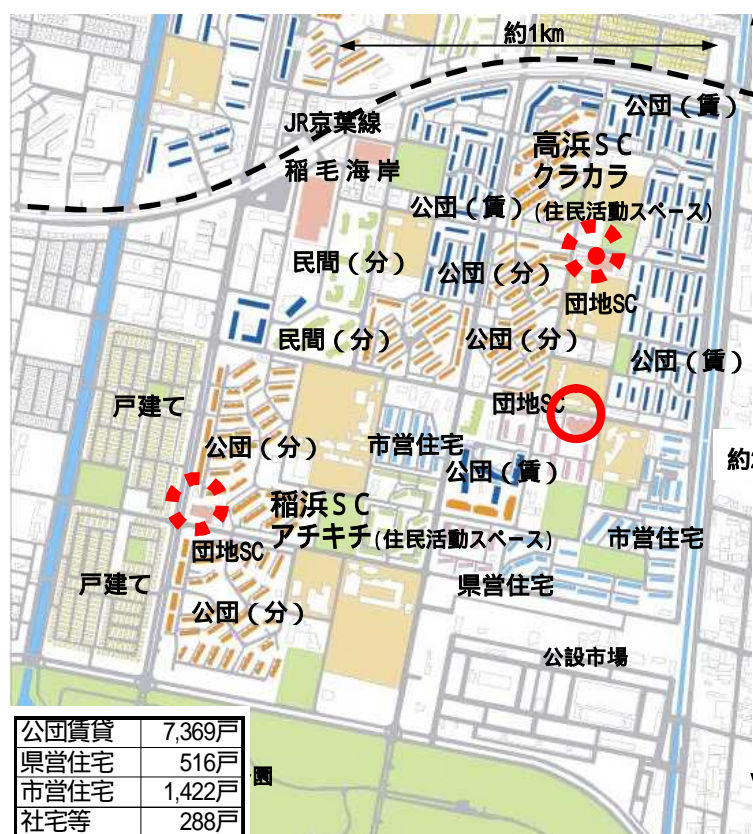 約1km
公団（賃）
JR京葉線
高浜ＳＣ
クラカラ
稲毛海岸
公団（賃）
(住民活動スペース)
民間（分）
公団（分）
団地SC
民間（分）
公団（分）
公団（賃）
戸建て
団地SC
公団（分）
市営住宅
約
公団（賃）
稲浜ＳＣ
アチキチ(住民活動スペース)
団地SC
市営住宅
戸建て
県営住宅
公団（分）
公設市場
公団賃貸 7,369戸
県営住宅 516戸
園
市営住宅 1,422戸
社宅等 288戸